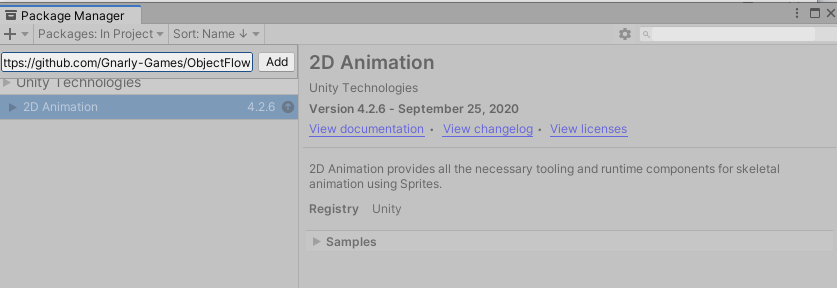 Package Manager
Packages: In Project Sort: Name ↓
ttps://github.com/Gnarly-Games/ObjectFlow Add
Unity Technologies
2D Animation 4.2.6
2D Animation
Unity Technologies
Version 4.2.6 - September 25, 2020
View documentation • View changelog • View licenses
2D Animation provides all the necessary tooling and runtime components for skeletal
animation using Sprites.
Registry Unity
Samples